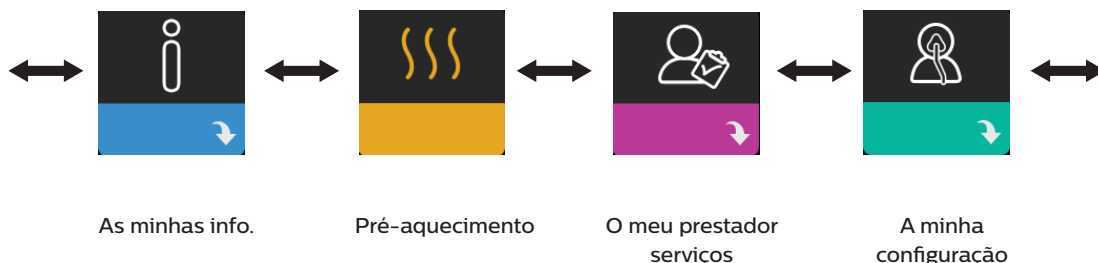 As minhas info.
Pré-aquecimento
O meu prestador
serviços
A minha
configuração